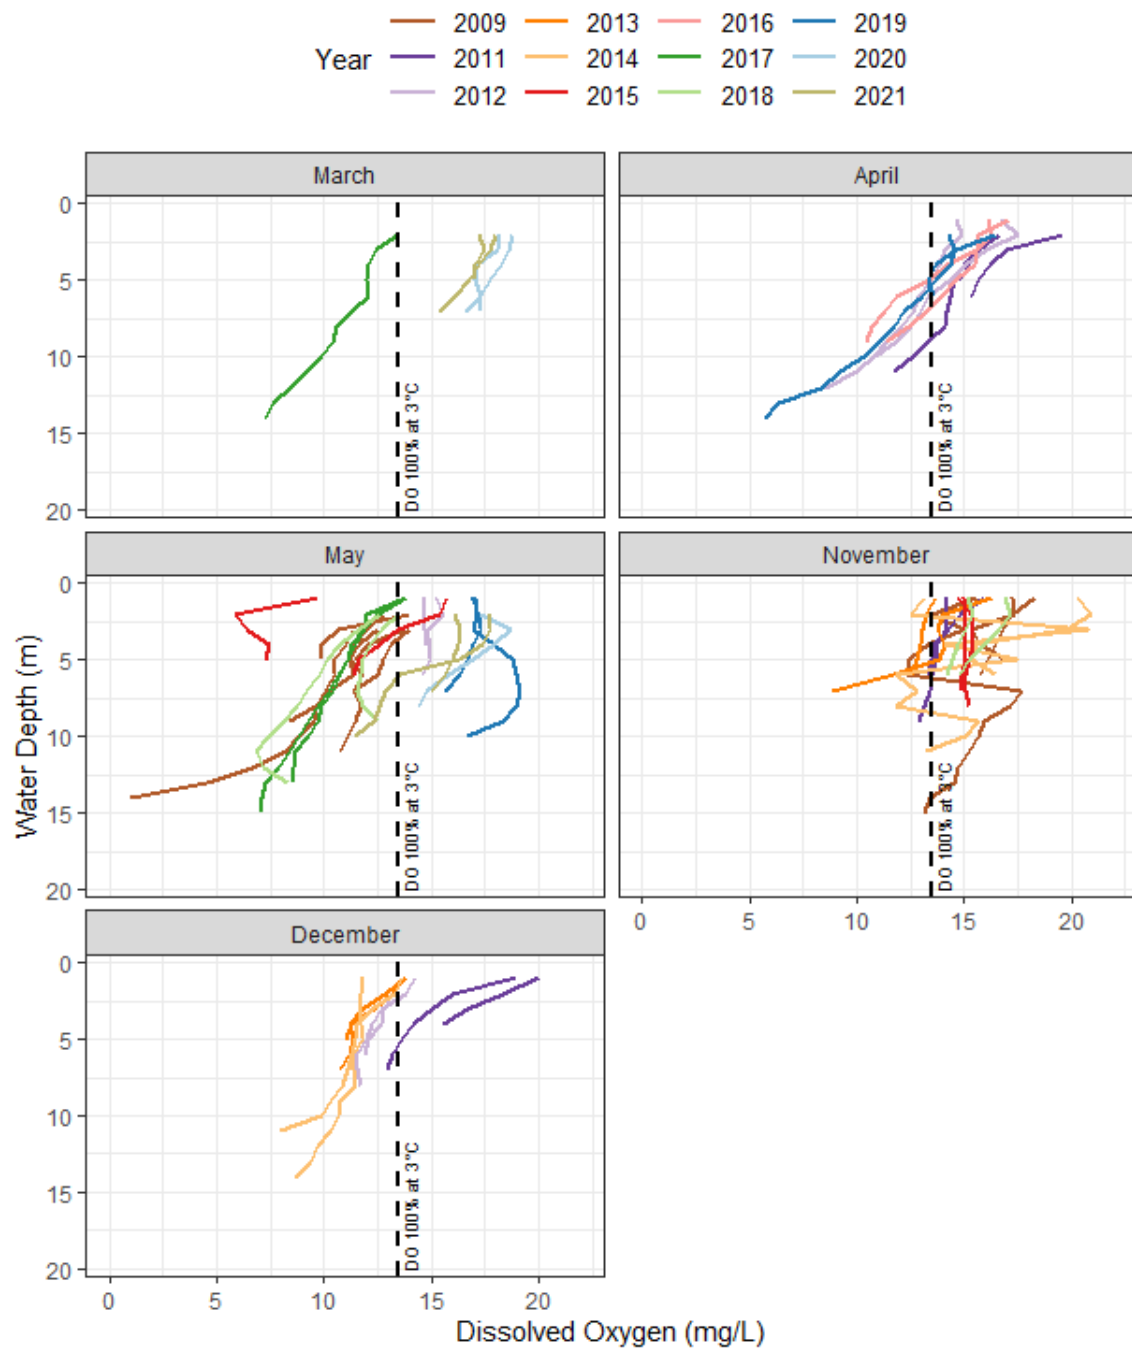 2009 2013 2016 2019
Year 2011 2014 2017 2020
2012 2015 2018 2021
March
April
0
5
10
15
20
DO 100% at 3°C
DO 100% at 3°C
May
November
Water Depth (m)
0
5
10
15
20
DO 100% at 3°C
DO 100% at 3°C
0 5 10 15 20
December
0
5
10
15
20
DO 100% at 3°C
0 5 10 15 20
Dissolved Oxygen (mg/L)